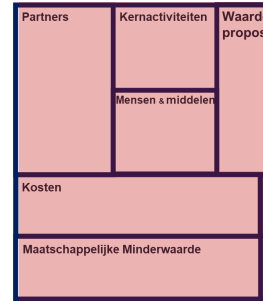 Partners
Kernactiviteiten
Waard
propos
Mensen & middelen
Kosten
Maatschappelijke Minderwaarde